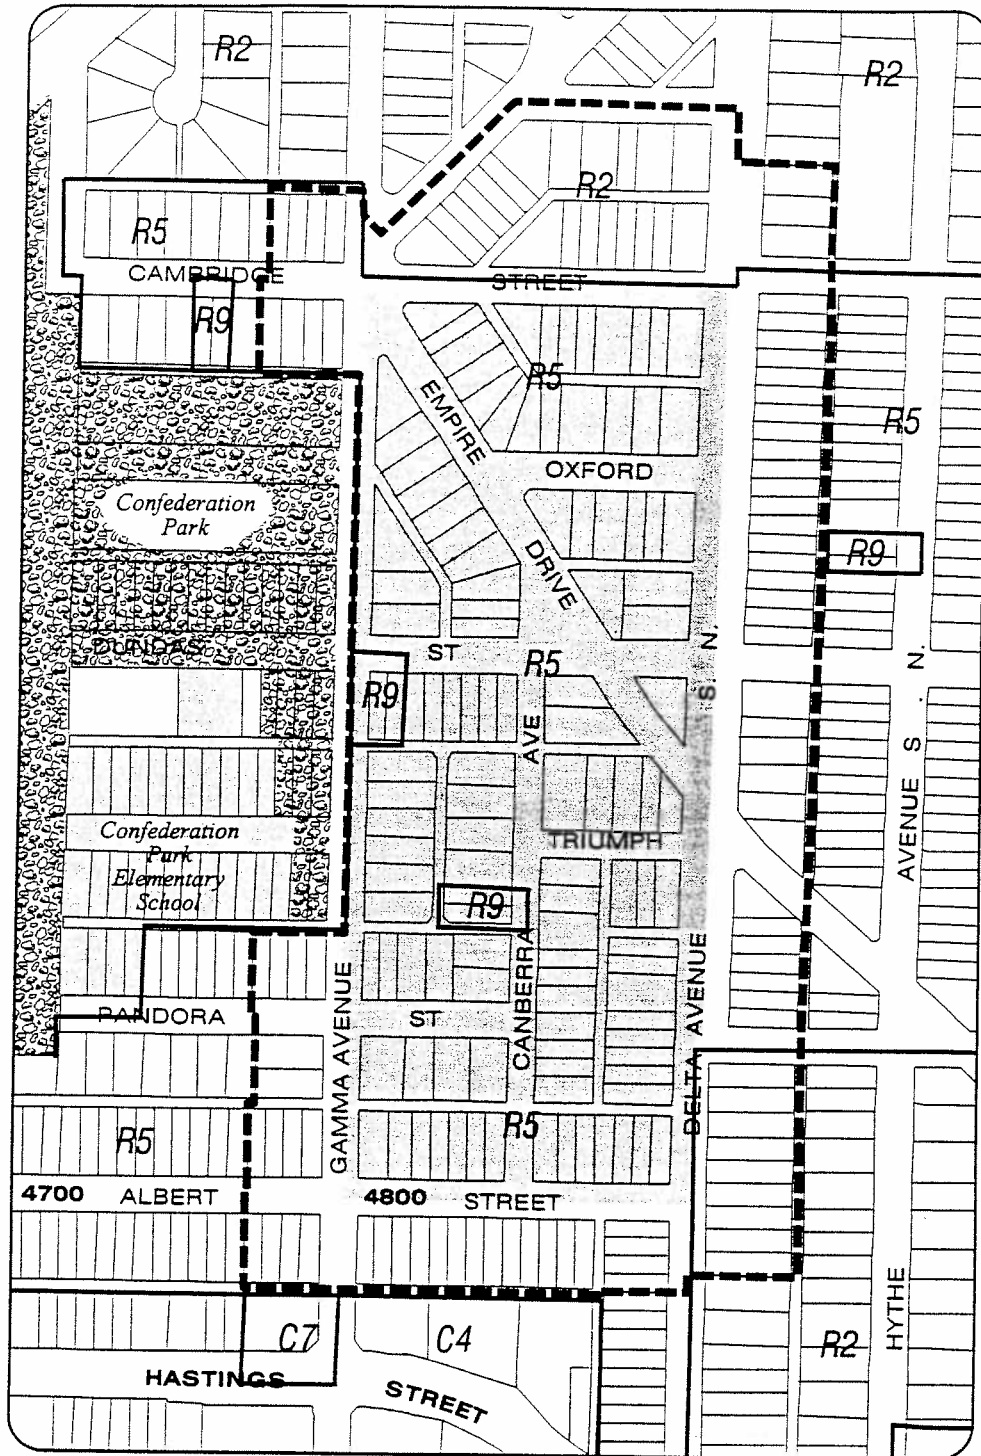 R2
R2
R2
R5
CAMBRIDGE
STREET
R9
R5
EMPIRE
R5
OXFORD
Confederation
Park
R9
DRIVE
DUNDAS
ST
R5
S. N.
AVENUE S. N.
R9
AVE
Confederation
Park
Elementary
School
TRIUMPH
R9
CANBERRA
GAMMA AVENUE
DELTA AVENUE S. N.
PANDORA
ST
R5
R5
4700 ALBERT
4800 STREET
HYTHE
C7
C4
R2
HASTINGS
STREET